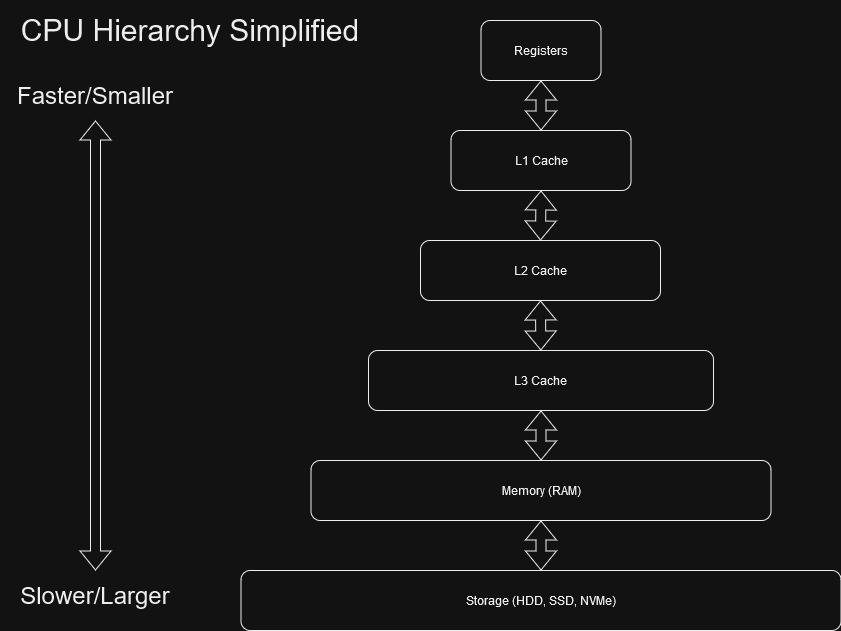 CPU Hierarchy Simplified
Faster/Smaller
Registers
L1 Cache
L2 Cache
L3 Cache
Memory (RAM)
Storage (HDD, SSD, NVMe)
Slower/Larger